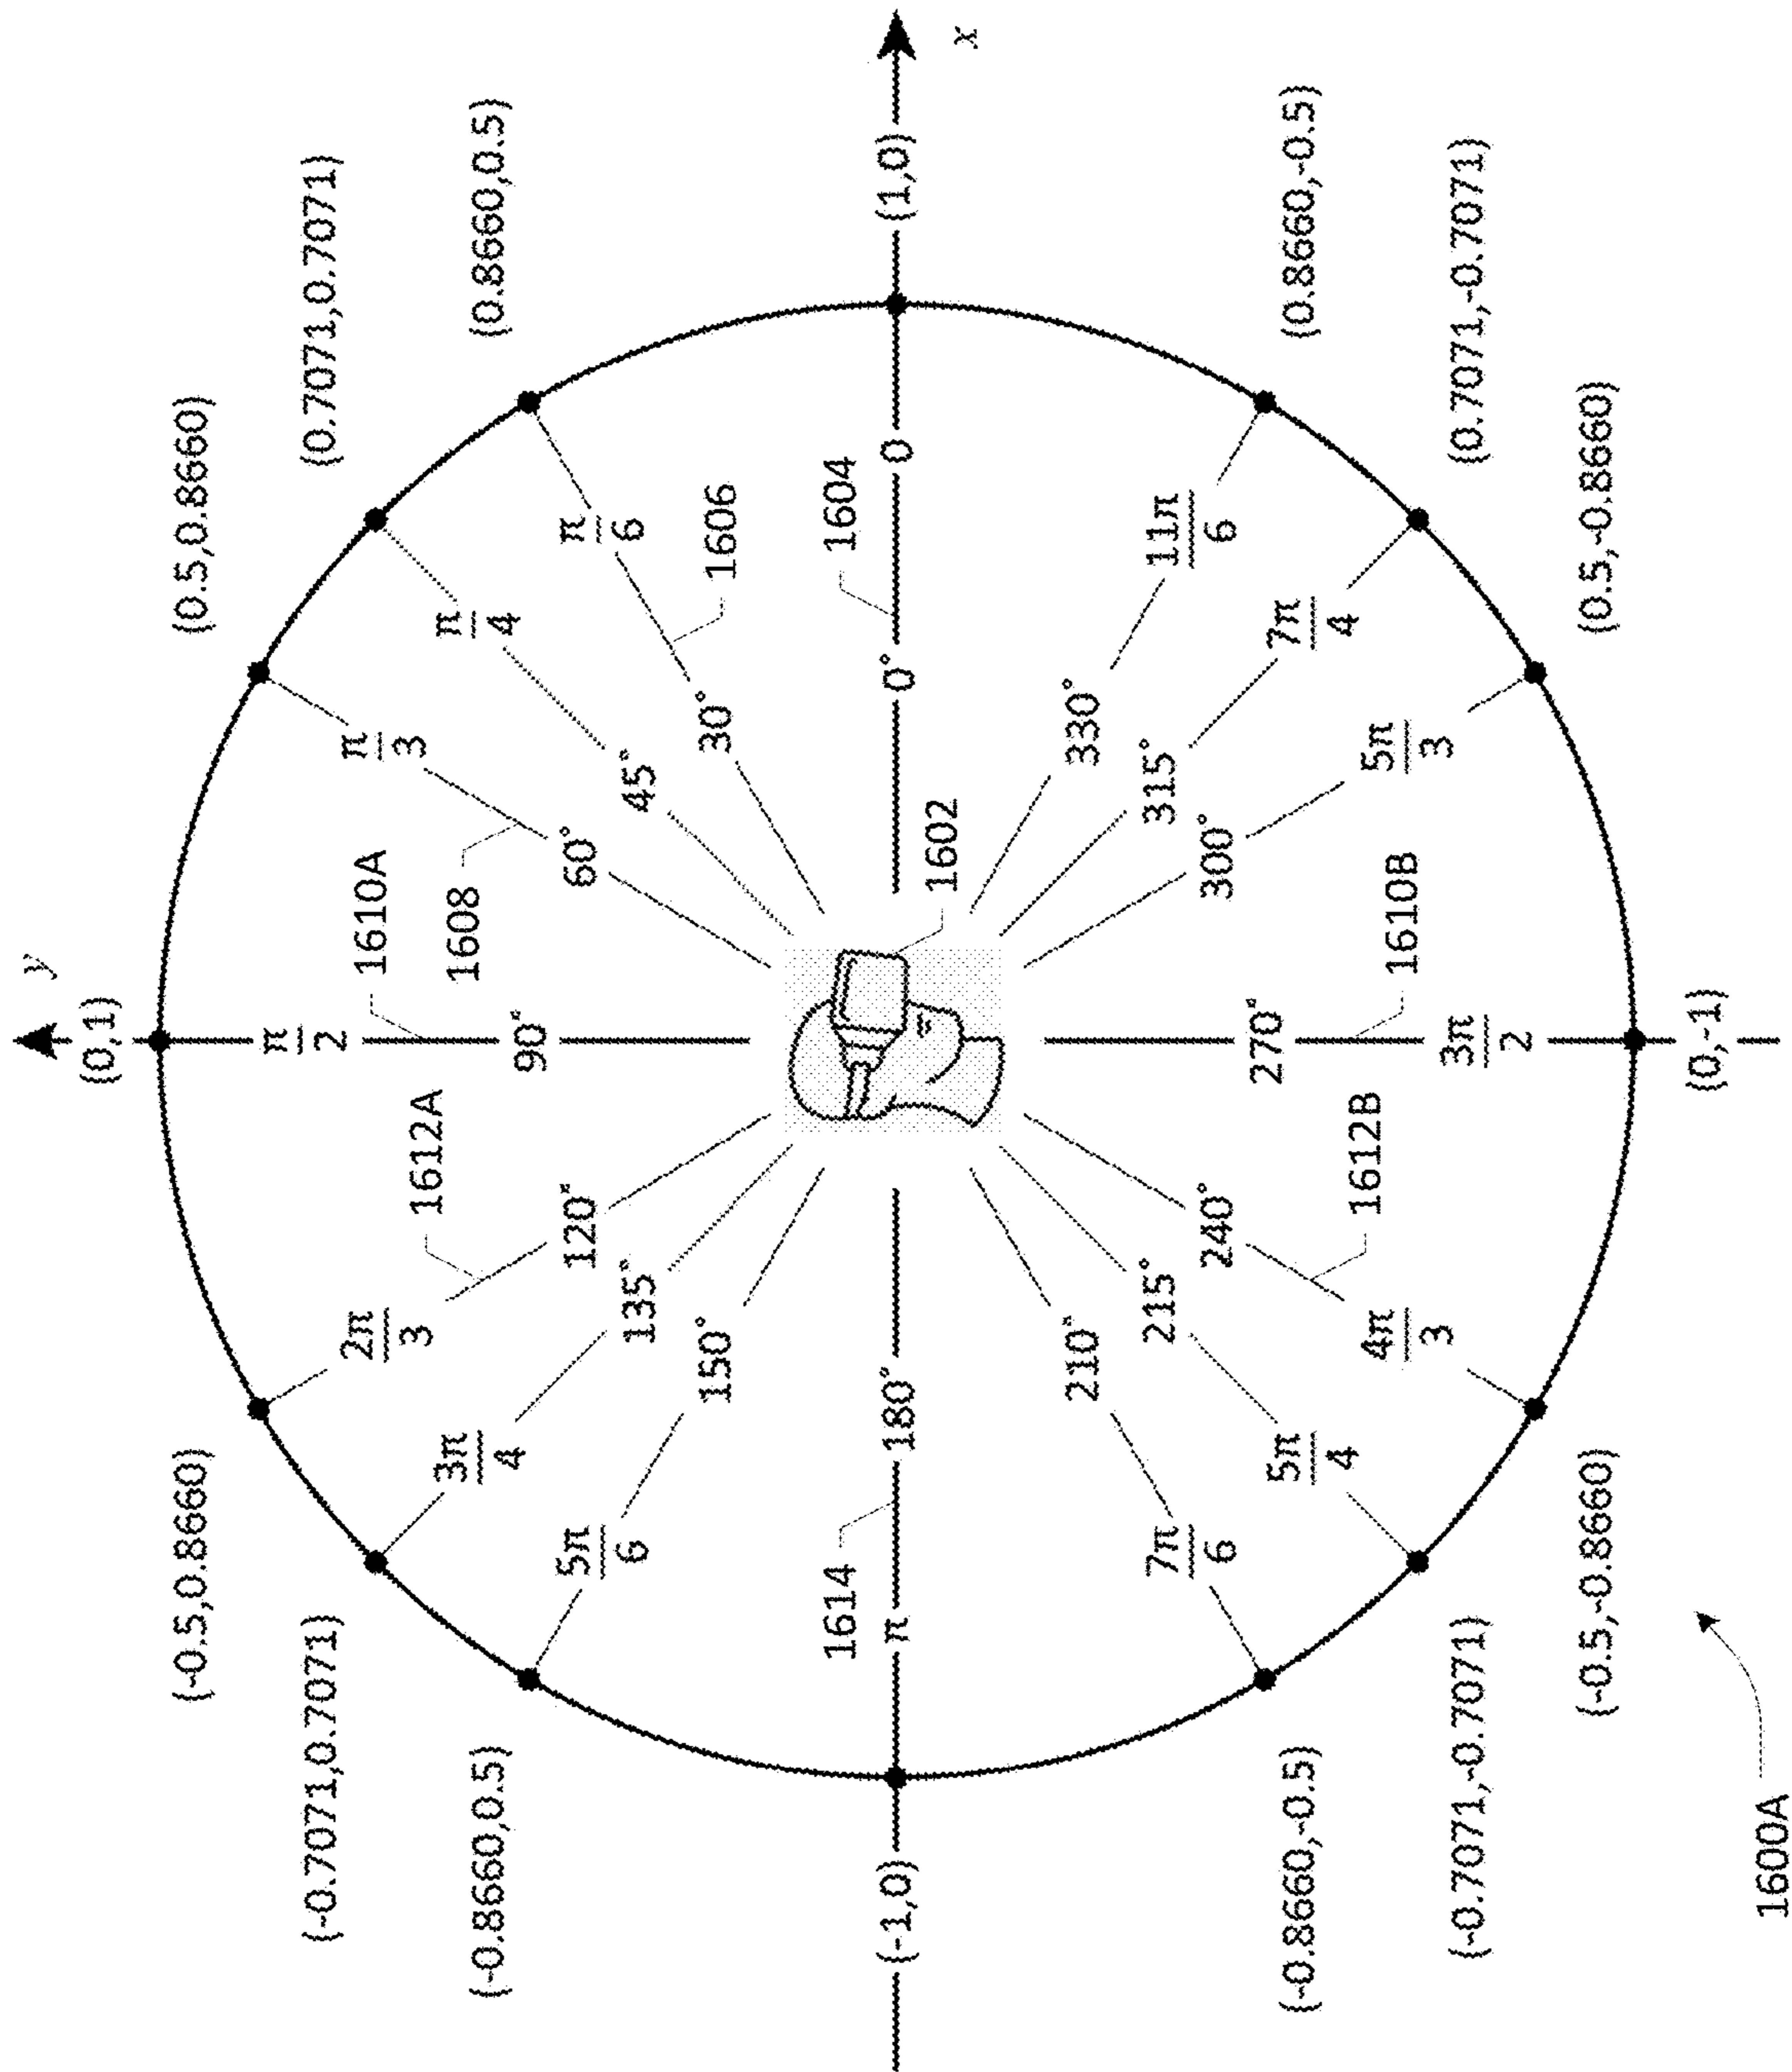 y
(0,1)
(-0.5,0.8660)
(0.5,0.8660)
π
2
(-0.7071,0.7071)
(0.7071,0.7071)
2π
3
1610A
π
3
1612A
1608
(-0.8660,0.5)
3π
4
π
4
(0.8660,0.5)
90°
120°
60°
5π
6
π
6
135°
45°
150°
30°
1606
1614
1604
(-1,0) π 180° 0° 0 (1,0)
1602
x
210°
330°
215°
315°
7π
6
11π
6
240°
300°
270°
(-0.8660,-0.5)
(0.8660,-0.5)
5π
4
7π
4
1612B
1610B
4π
3
5π
3
(-0.7071,-0.7071)
(0.7071,-0.7071)
3π
2
(-0.5,-0.8660)
(0.5,-0.8660)
(0,-1)
1600A